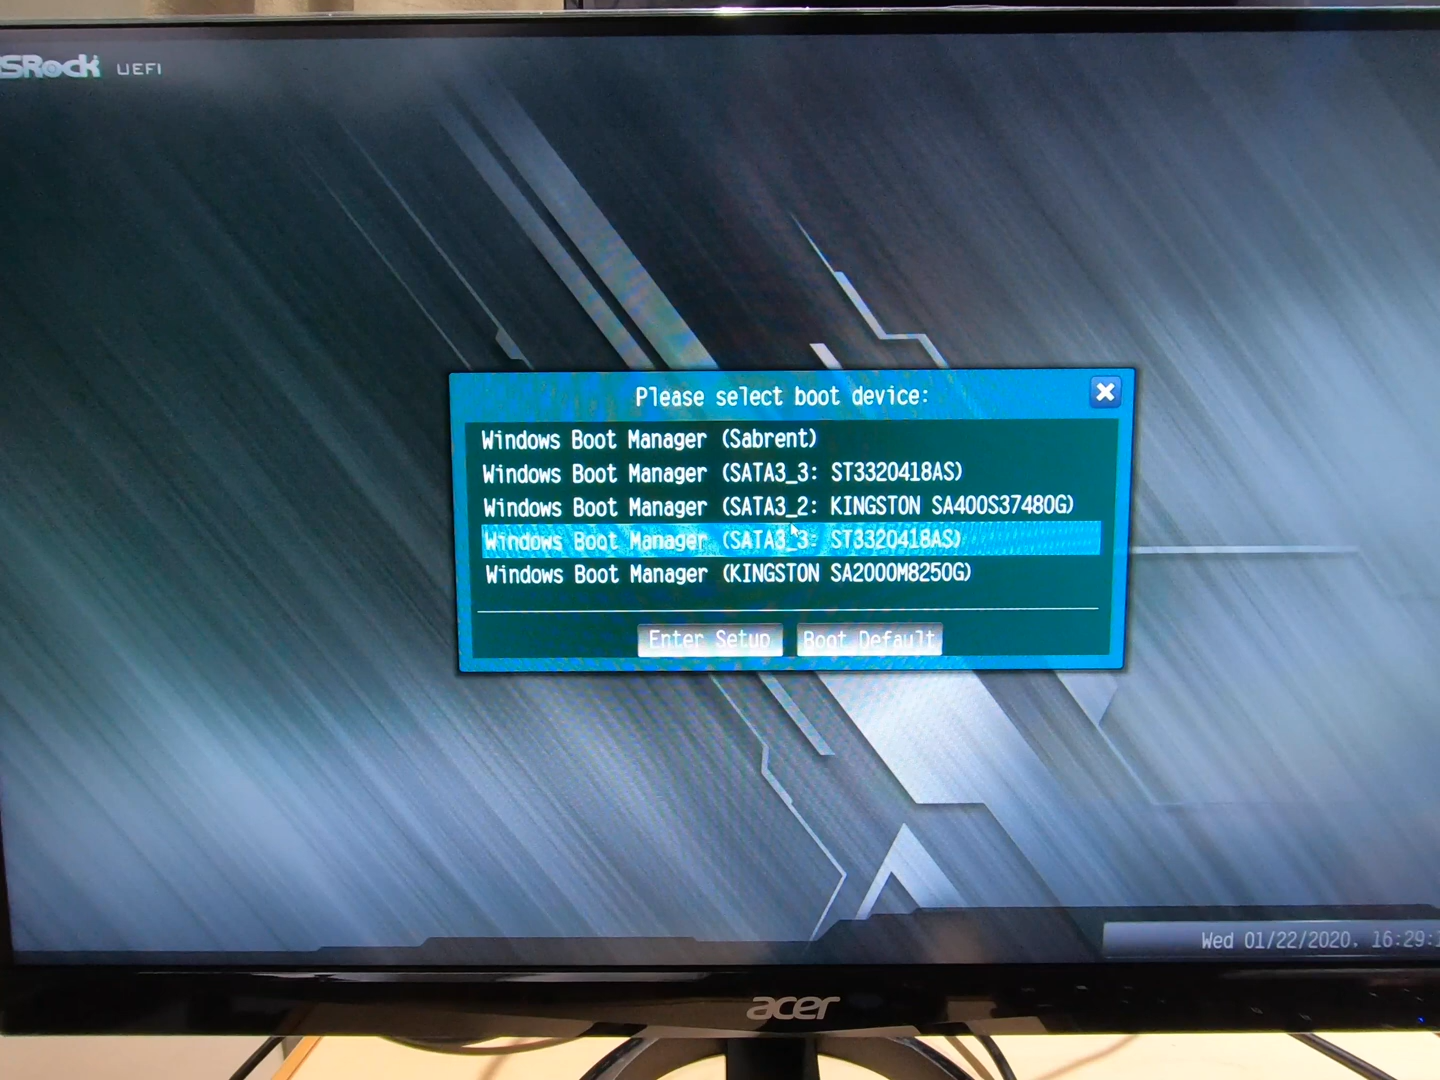 SRock UEFI
Please select boot device:
Windows Boot Manager (Sabrent)
Windows Boot Manager (SATA3_3: ST3320418AS)
Windows Boot Manager (SATA3_2: KINGSTON SA400S37480G)
Windows Boot Manager (SATA3_3: ST3320418AS)
Windows Boot Manager (KINGSTON SA2000M8250G)
Enter Setup Boot Default
Wed 01/22/2020, 16:29:
acer